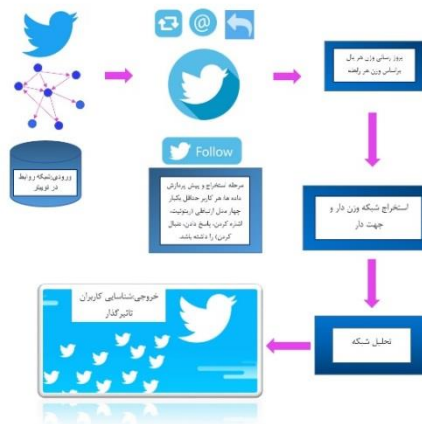 ورودی:شبکه روابط
در توییتر
@
Follow
مرحله استخراج و پیش پردازش
داده ها: هر کاربر حداقل یکبار
چهار مدل ارتباطی (ریتوئیت،
اشاره کردن، پاسخ دادن، دنبال
کردن) را داشته باشد.
بروز رسانی وزن هر یال
براساس وزن هر رابطه
استخراج شبکه وزن دار و
جهت دار
تحلیل شبکه
خروجی:شناسایی کاربران
تاثیرگذار